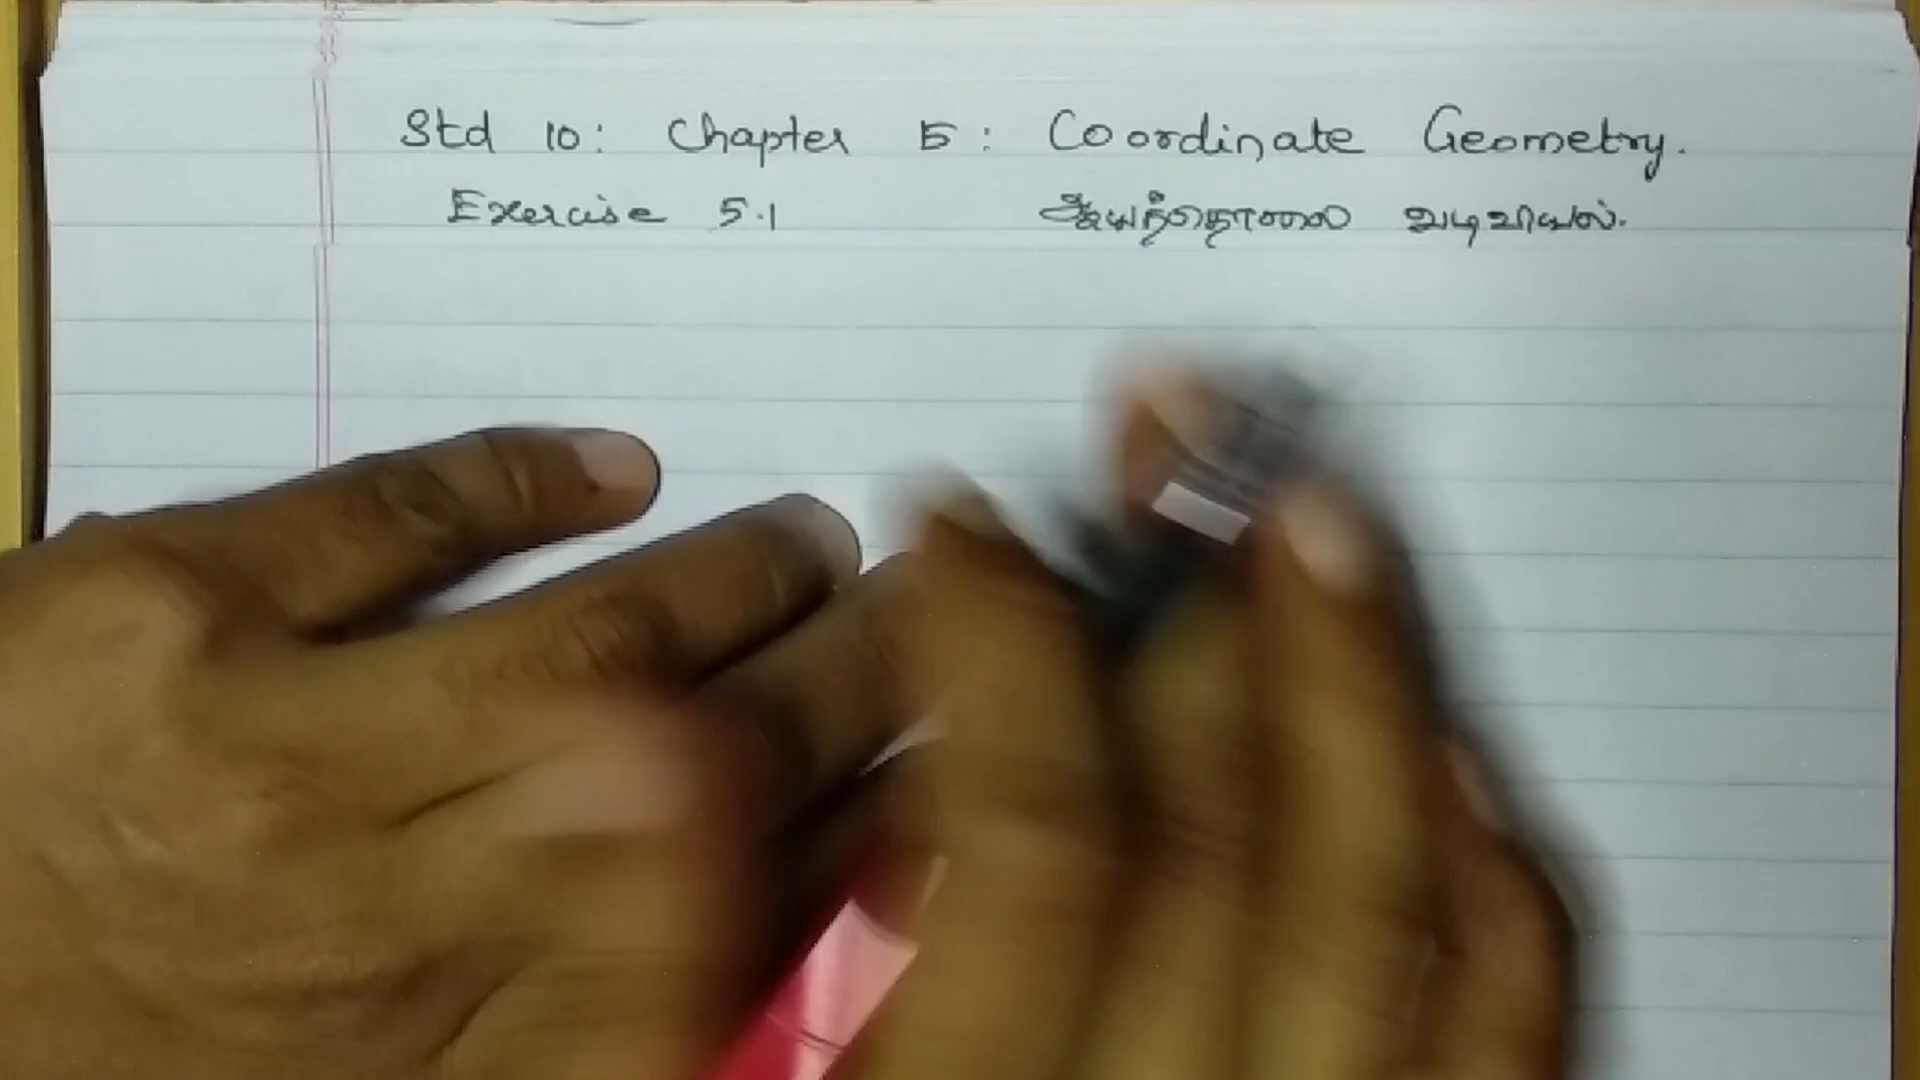 Std 10: Chapter 5: Coordinate Geometry.
Exercise 5.1 ஆயத்தொலை வடிவியல்.